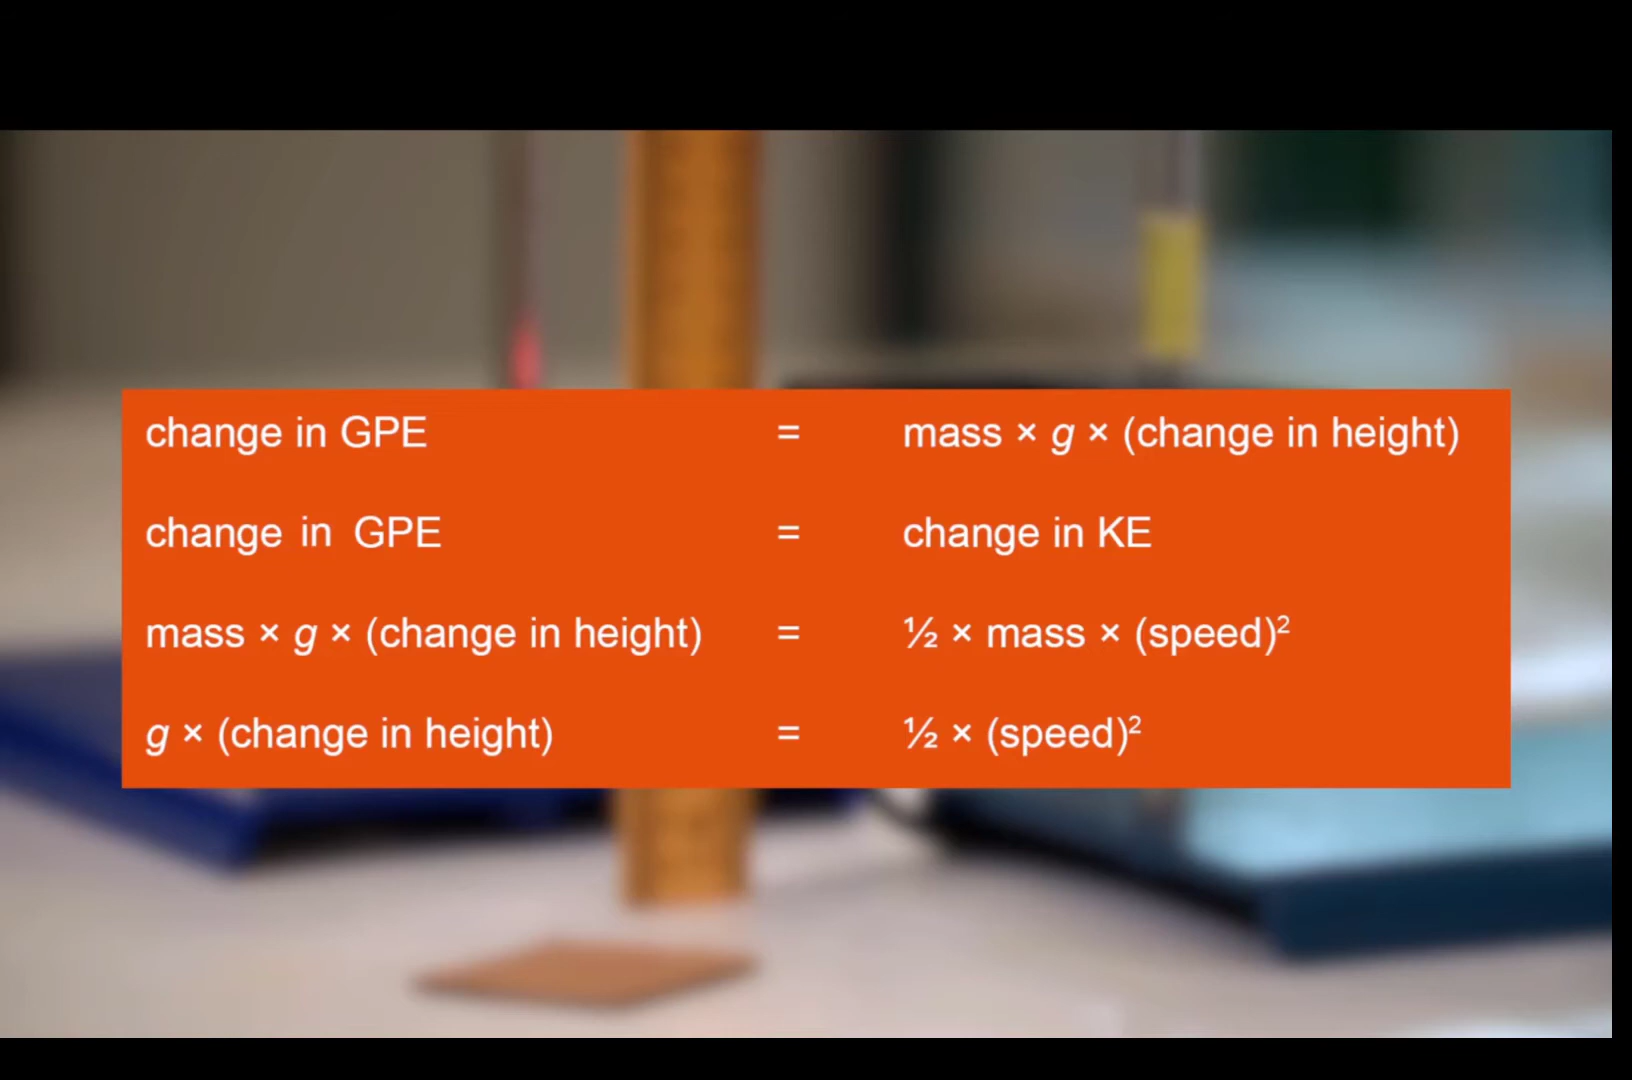 change in GPE = mass × g × (change in height)
change in GPE = change in KE
mass × g × (change in height) = ½ × mass × (speed)²
g × (change in height) = ½ × (speed)²